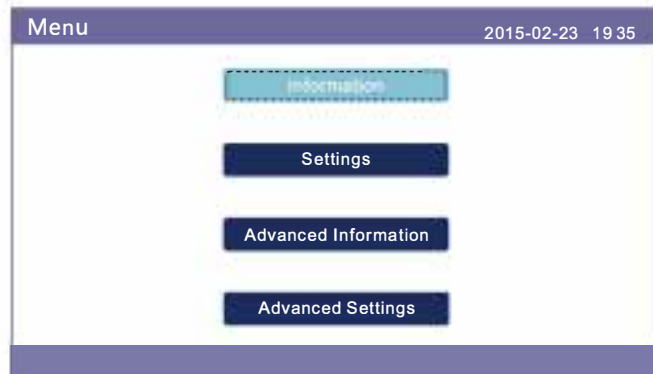 Menu
2015-02-23 19 35
Information
Settings
Advanced Information
Advanced Settings